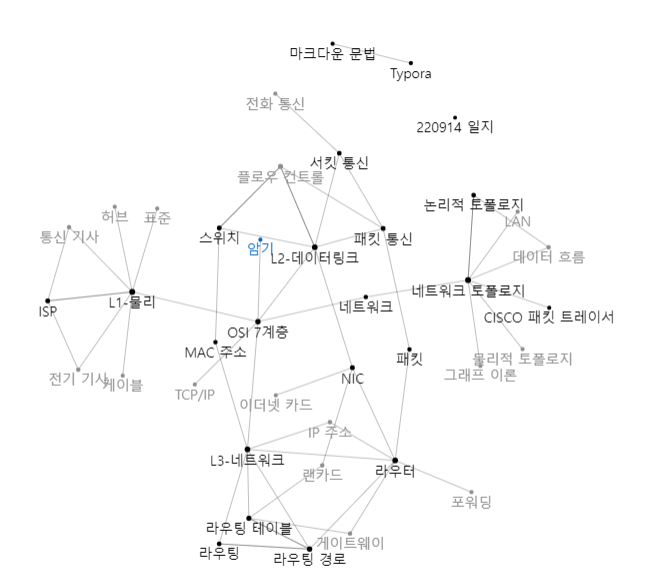 마크다운 문법
Typora
전화 통신
220914 일지
서킷 통신
플로우 컨트롤
논리적 토폴로지
허브
표준
LAN
통신 기사
스위치
패킷 통신
암기
L2-데이터링크
데이터 흐름
네트워크 토폴로지
L1-물리
네트워크
ISP
CISCO 패킷 트레이서
OSI 7계층
MAC 주소
패킷
물리적 토폴로지
그래프 이론
NIC
전기 기사
케이블
TCP/IP
이더넷 카드
IP 주소
L3-네트워크
라우터
랜카드
포워딩
라우팅 테이블
게이트웨이
라우팅
라우팅 경로